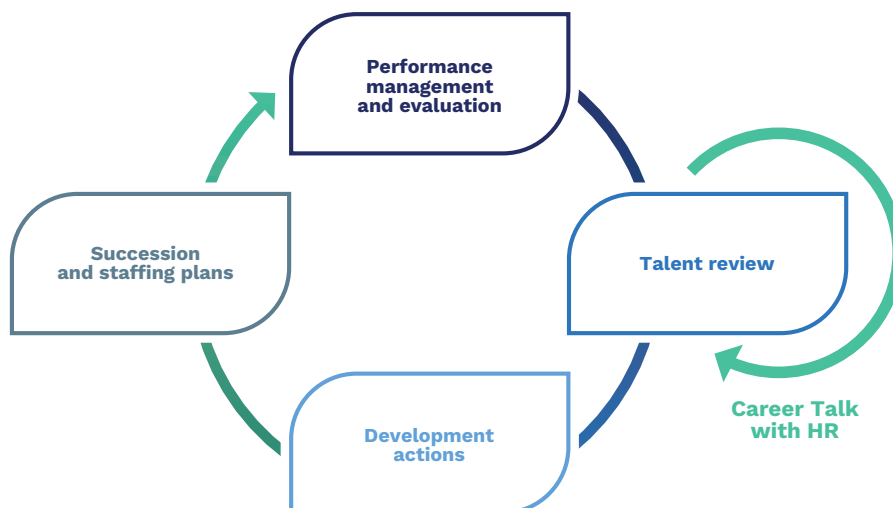 Performance
management
and evaluation
Succession
and staffing plans
Talent review
Career Talk
with HR
Development
actions